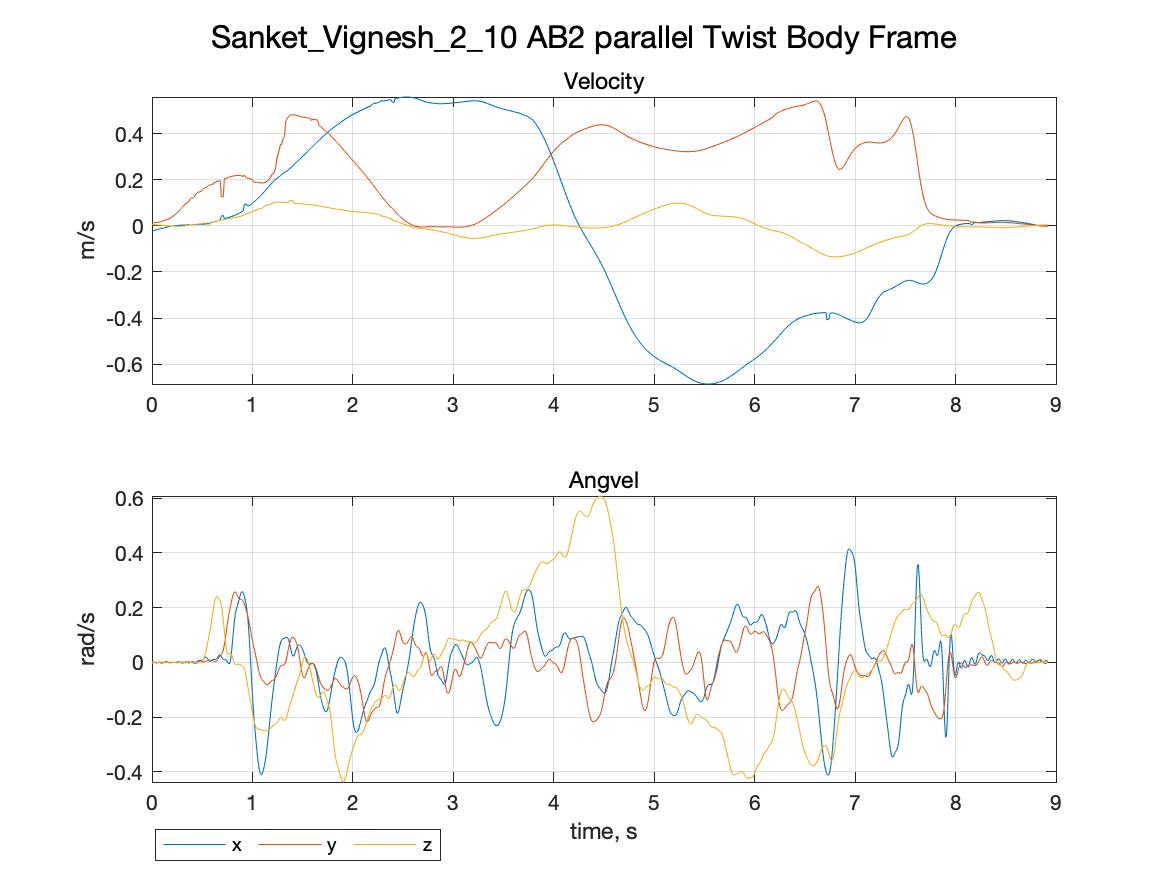 Sanket_Vignesh_2_10 AB2 parallel Twist Body Frame
Velocity
m/s
0.4
0.2
0
-0.2
-0.4
-0.6
0 1 2 3 4 5 6 7 8 9
Angvel
rad/s
0.6
0.4
0.2
0
-0.2
-0.4
0 1 2 3 4 5 6 7 8 9
time, s
x y z